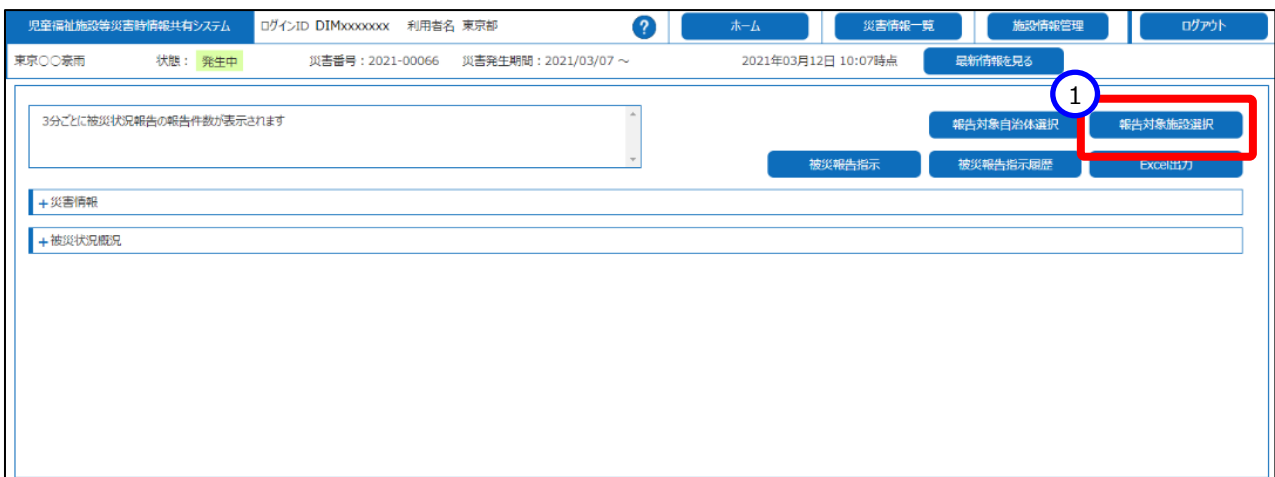 児童福祉施設等災害時情報共有システム ログインID DIMxxxxxxx 利用者名 東京都 ? ホーム 災害情報一覧 施設情報管理 ログアウト
東京○○豪雨 状態： 発生中 災害番号：2021-00066 災害発生期間：2021/03/07 ～ 2021年03月12日 10:07時点 最新情報を見る
1
3分ごとに被災状況報告の報告件数が表示されます
報告対象自治体選択 報告対象施設選択
被災報告指示 被災報告指示履歴 Excel出力
+災害情報
+被災状況概況